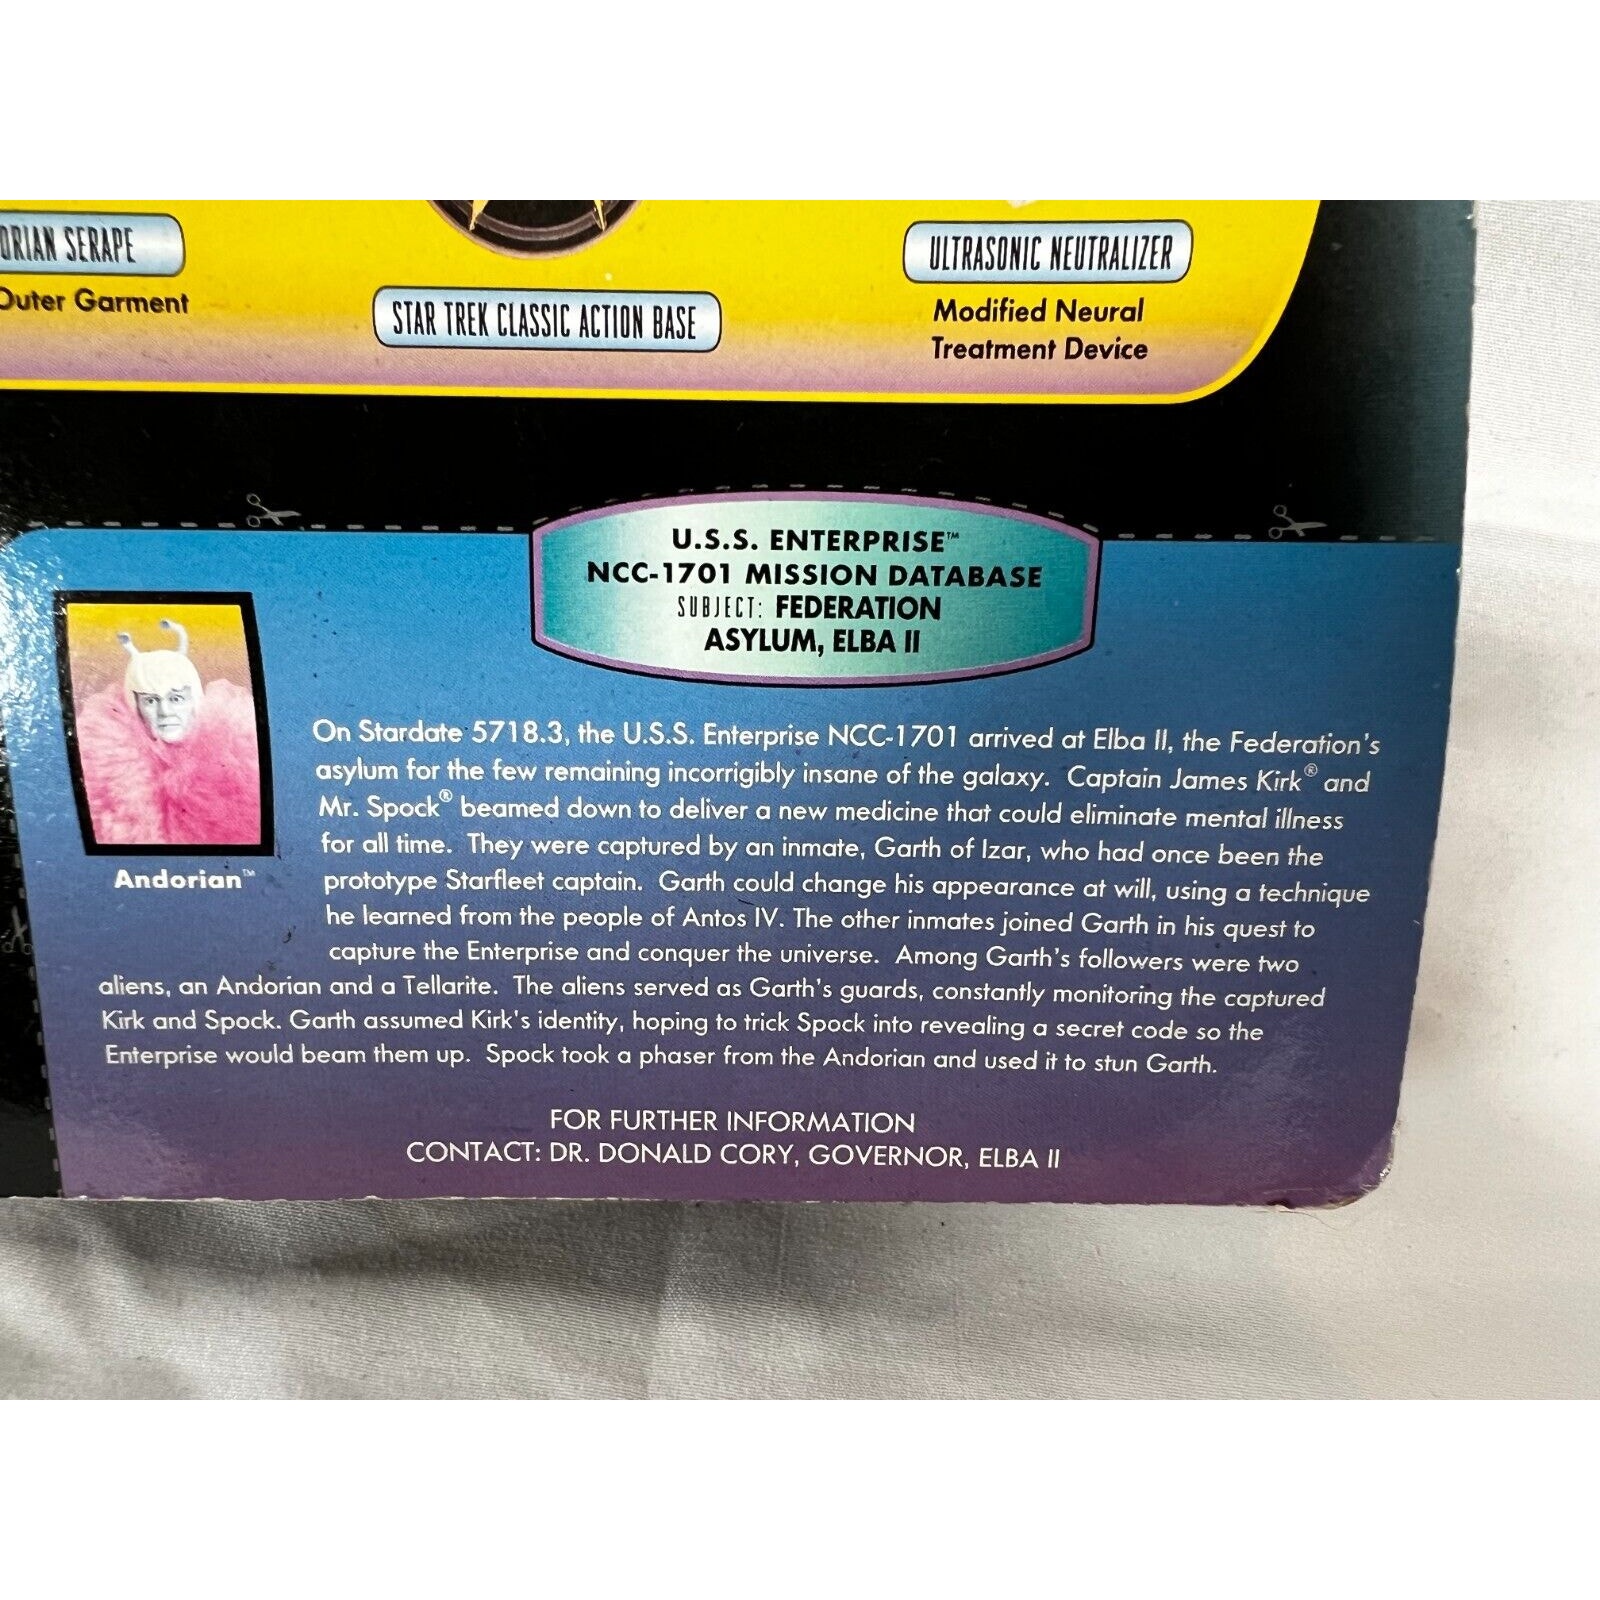 ORIAN SERAPE
Outer Garment
STAR TREK CLASSIC ACTION BASE
ULTRASONIC NEUTRALIZER
Modified Neural
Treatment Device
U.S.S. ENTERPRISE™
NCC-1701 MISSION DATABASE
SUBJECT: FEDERATION
ASYLUM, ELBA II
Andorian™
On Stardate 5718.3, the U.S.S. Enterprise NCC-1701 arrived at Elba II, the Federation's
asylum for the few remaining incorrigibly insane of the galaxy. Captain James Kirk® and
Mr. Spock® beamed down to deliver a new medicine that could eliminate mental illness
for all time. They were captured by an inmate, Garth of Izar, who had once been the
prototype Starfleet captain. Garth could change his appearance at will, using a technique
he learned from the people of Antos IV. The other inmates joined Garth in his quest to
capture the Enterprise and conquer the universe. Among Garth's followers were two
aliens, an Andorian and a Tellarite. The aliens served as Garth's guards, constantly monitoring the captured
Kirk and Spock. Garth assumed Kirk's identity, hoping to trick Spock into revealing a secret code so the
Enterprise would beam them up. Spock took a phaser from the Andorian and used it to stun Garth.
FOR FURTHER INFORMATION
CONTACT: DR. DONALD CORY, GOVERNOR, ELBA II